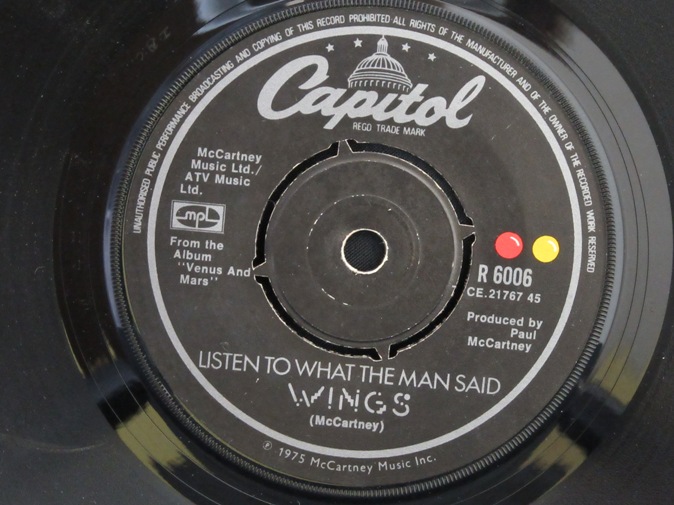 UNAUTHORISED PUBLIC PERFORMANCE BROADCASTING AND COPYING OF THIS RECORD PROHIBITED ALL RIGHTS OF THE MANUFACTURER AND OF THE OWNER OF THE RECORDED WORK RESERVED
Capitol
REGD TRADE MARK
McCartney
Music Ltd./
ATV Music
Ltd.
mpl
From the
Album
"Venus And
Mars"
R 6006
CE.21767 45
Produced by
Paul
McCartney
LISTEN TO WHAT THE MAN SAID
WINGS
(McCartney)
℗ 1975 McCartney Music Inc.